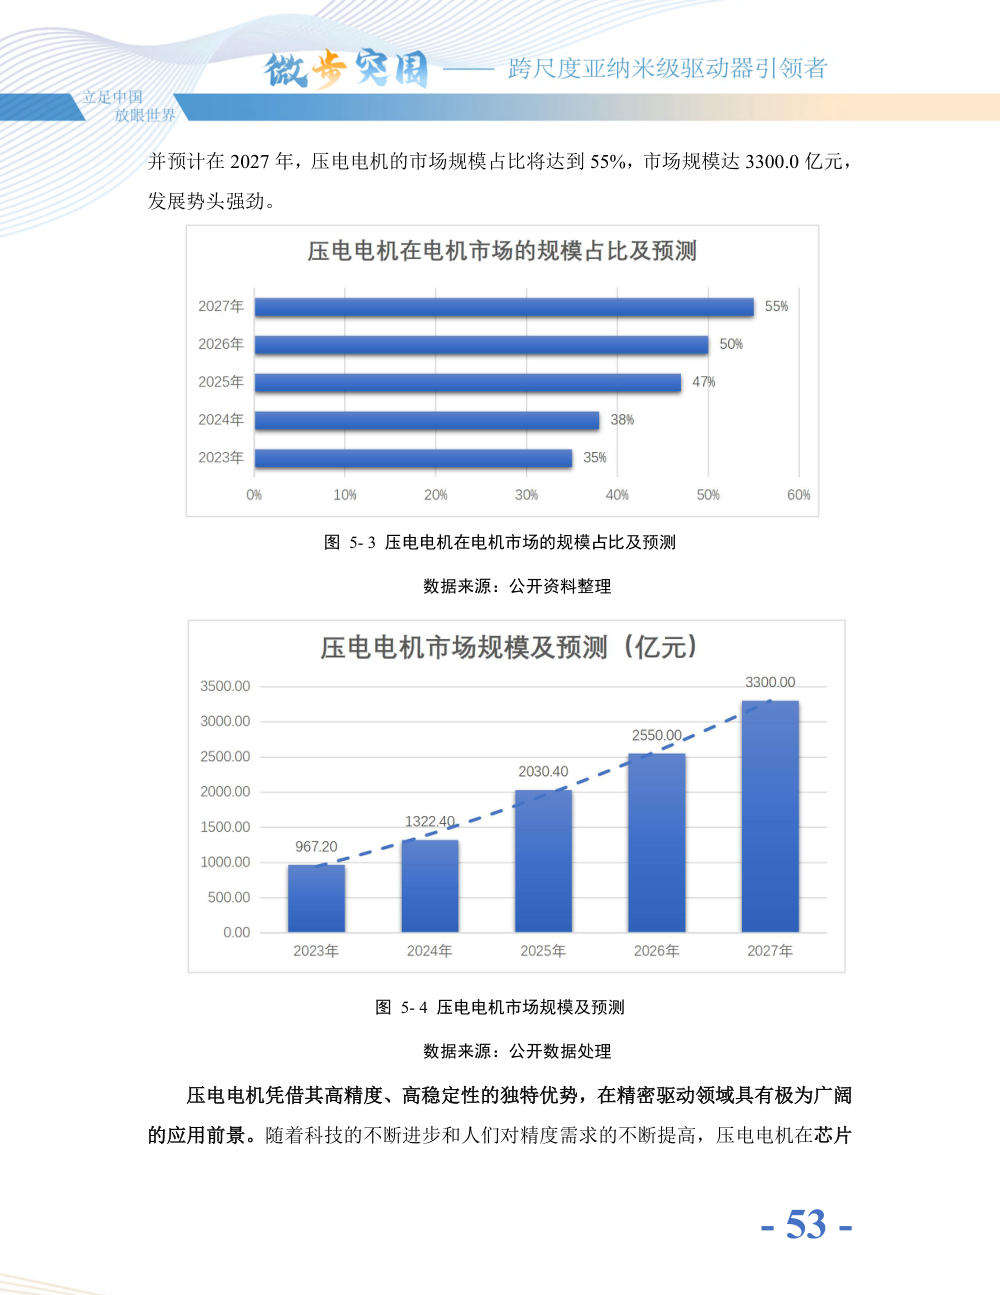 微步突围 —— 跨尺度亚纳米级驱动器引领者
立足中国
放眼世界
并预计在 2027 年，压电电机的市场规模占比将达到 55%，市场规模达 3300.0 亿元，
发展势头强劲。
压电电机在电机市场的规模占比及预测
2027年 55%
2026年 50%
2025年 47%
2024年 38%
2023年 35%
0% 10% 20% 30% 40% 50% 60%
图 5- 3 压电电机在电机市场的规模占比及预测
数据来源：公开资料整理
压电电机市场规模及预测（亿元）
3500.00
3000.00
2500.00
2000.00
1500.00
1000.00
500.00
0.00
967.20
1322.40
2030.40
2550.00
3300.00
2023年 2024年 2025年 2026年 2027年
图 5- 4 压电电机市场规模及预测
数据来源：公开数据处理
压电电机凭借其高精度、高稳定性的独特优势，在精密驱动领域具有极为广阔
的应用前景。随着科技的不断进步和人们对精度需求的不断提高，压电电机在芯片
- 53 -